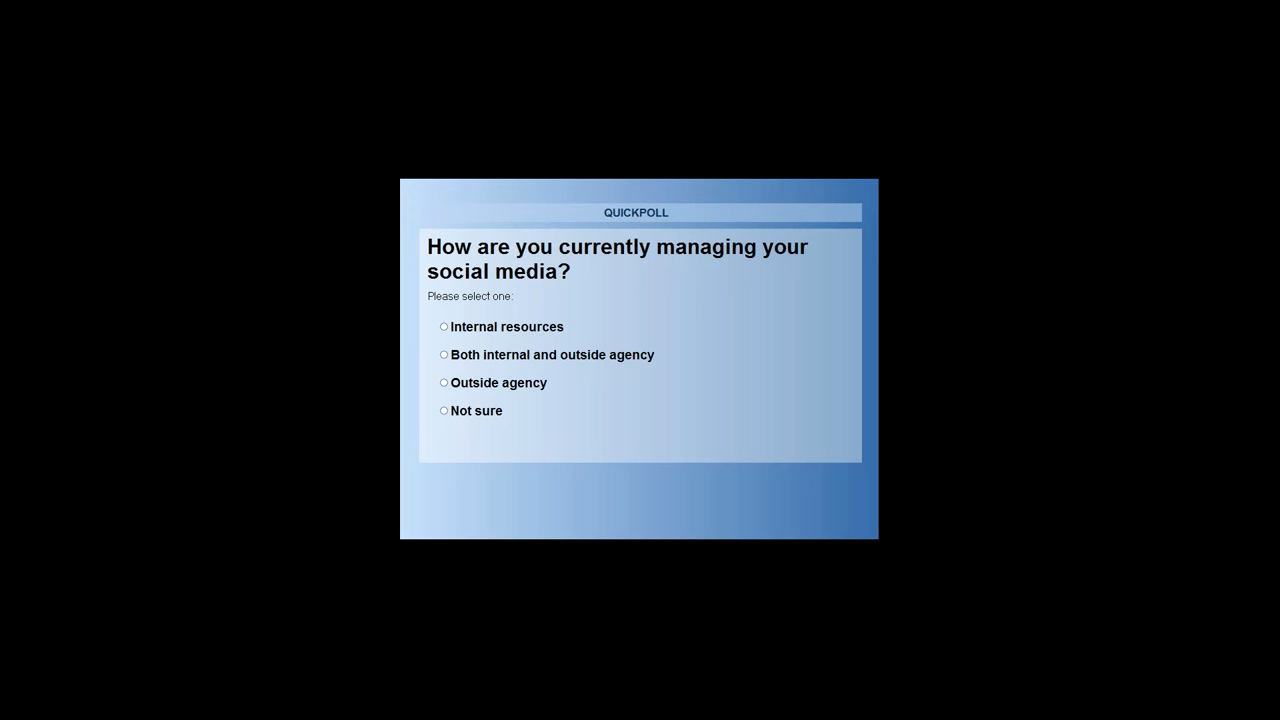 QUICKPOLL
How are you currently managing your
social media?
Please select one:
Internal resources
Both internal and outside agency
Outside agency
Not sure